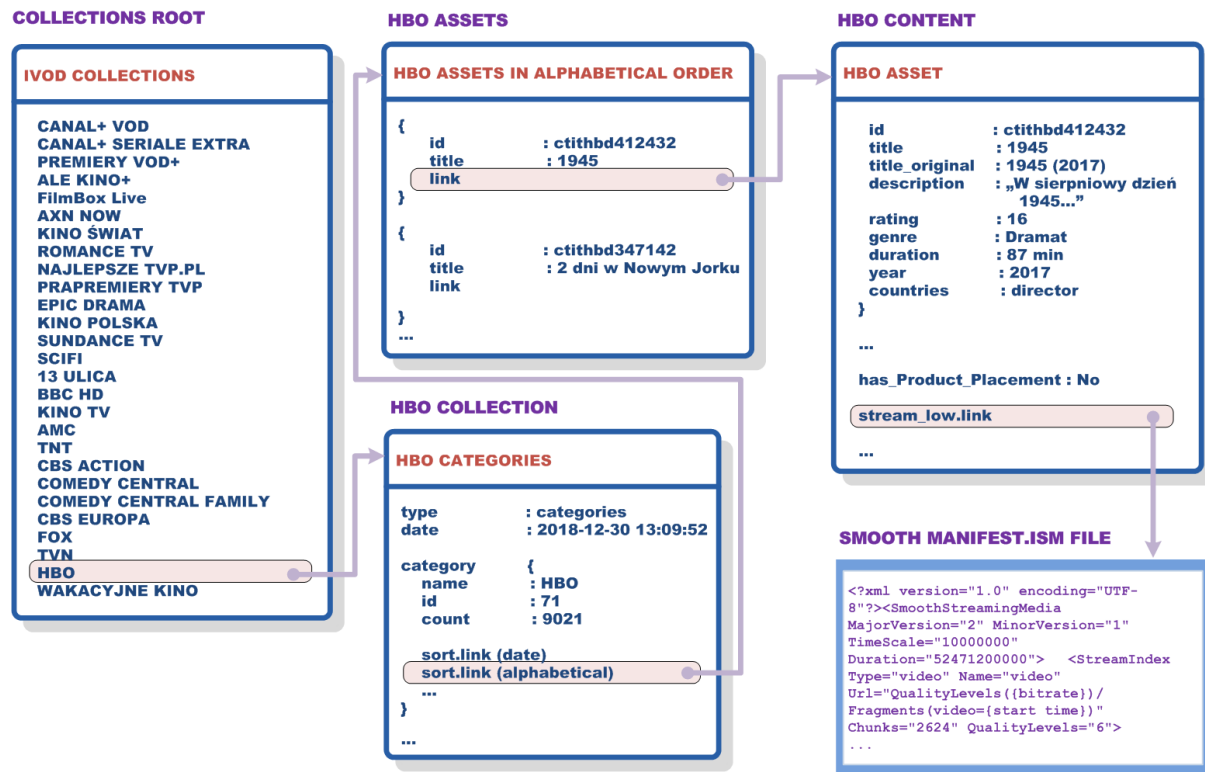 COLLECTIONS ROOT
IVOD COLLECTIONS
CANAL+ VOD
CANAL+ SERIALE EXTRA
PREMIERY VOD+
ALE KINO+
FilmBox Live
AXN NOW
KINO ŚWIAT
ROMANCE TV
NAJLEPSZE TVP.PL
PRAPREMIERY TVP
EPIC DRAMA
KINO POLSKA
SUNDANCE TV
SCIFI
13 ULICA
BBC HD
KINO TV
AMC
TNT
CBS ACTION
COMEDY CENTRAL
COMEDY CENTRAL FAMILY
CBS EUROPA
FOX
TVN
HBO
WAKACYJNE KINO
HBO ASSETS
HBO ASSETS IN ALPHABETICAL ORDER
{
id : ctithbd412432
title : 1945
link
}
{
id : ctithbd347142
title : 2 dni w Nowym Jorku
link
}
...
HBO COLLECTION
HBO CATEGORIES
type : categories
date : 2018-12-30 13:09:52
category {
name : HBO
id : 71
count : 9021
sort.link (date)
sort.link (alphabetical)
...
}
...
HBO CONTENT
HBO ASSET
id : ctithbd412432
title : 1945
title_original : 1945 (2017)
description : „W sierpniowy dzień
1945...”
rating : 16
genre : Dramat
duration : 87 min
year : 2017
countries : director
}
...
has_Product_Placement : No
stream_low.link
...
SMOOTH MANIFEST.ISM FILE
<?xml version="1.0" encoding="UTF-
8"?><SmoothStreamingMedia
MajorVersion="2" MinorVersion="1"
TimeScale="10000000"
Duration="52471200000"> <StreamIndex
Type="video" Name="video"
Url="QualityLevels({bitrate})/
Fragments(video={start time})"
Chunks="2624" QualityLevels="6">
...